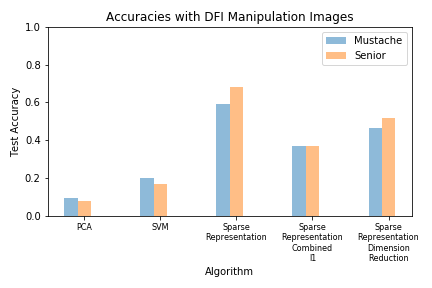 Accuracies with DFI Manipulation Images
Mustache
Senior
Test Accuracy
1.0
0.8
0.6
0.4
0.2
0.0
PCA
SVM
Sparse
Representation
Sparse
Representation
Combined
l1
Sparse
Representation
Dimension
Reduction
Algorithm